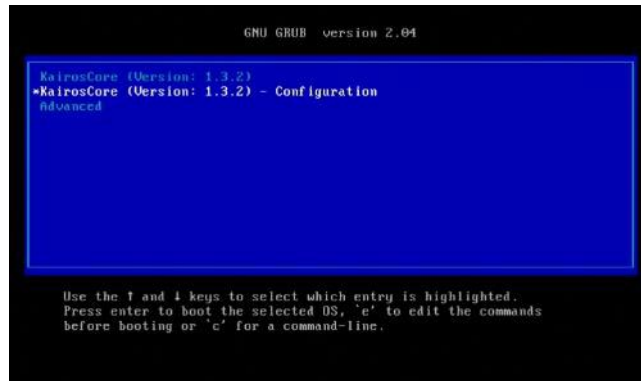 GNU GRUB version 2.04
KairosCore (Version: 1.3.2)
*KairosCore (Version: 1.3.2) - Configuration
Advanced
Use the ↑ and ↓ keys to select which entry is highlighted.
Press enter to boot the selected OS, `e' to edit the commands
before booting or `c' for a command-line.